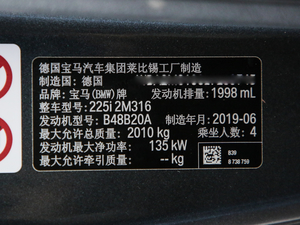 德国宝马汽车集团莱比锡工厂制造
制造国：德国
品牌：宝马(BMW)牌 发动机排量：1998 mL
整车型号：225i 2M316
发动机型号：B48B20A 制造年月：2019-06
最大允许总质量：2010 kg 乘坐人数：4
发动机最大净功率：135 kW B39
最大允许牵引质量：-- kg 8 738 759